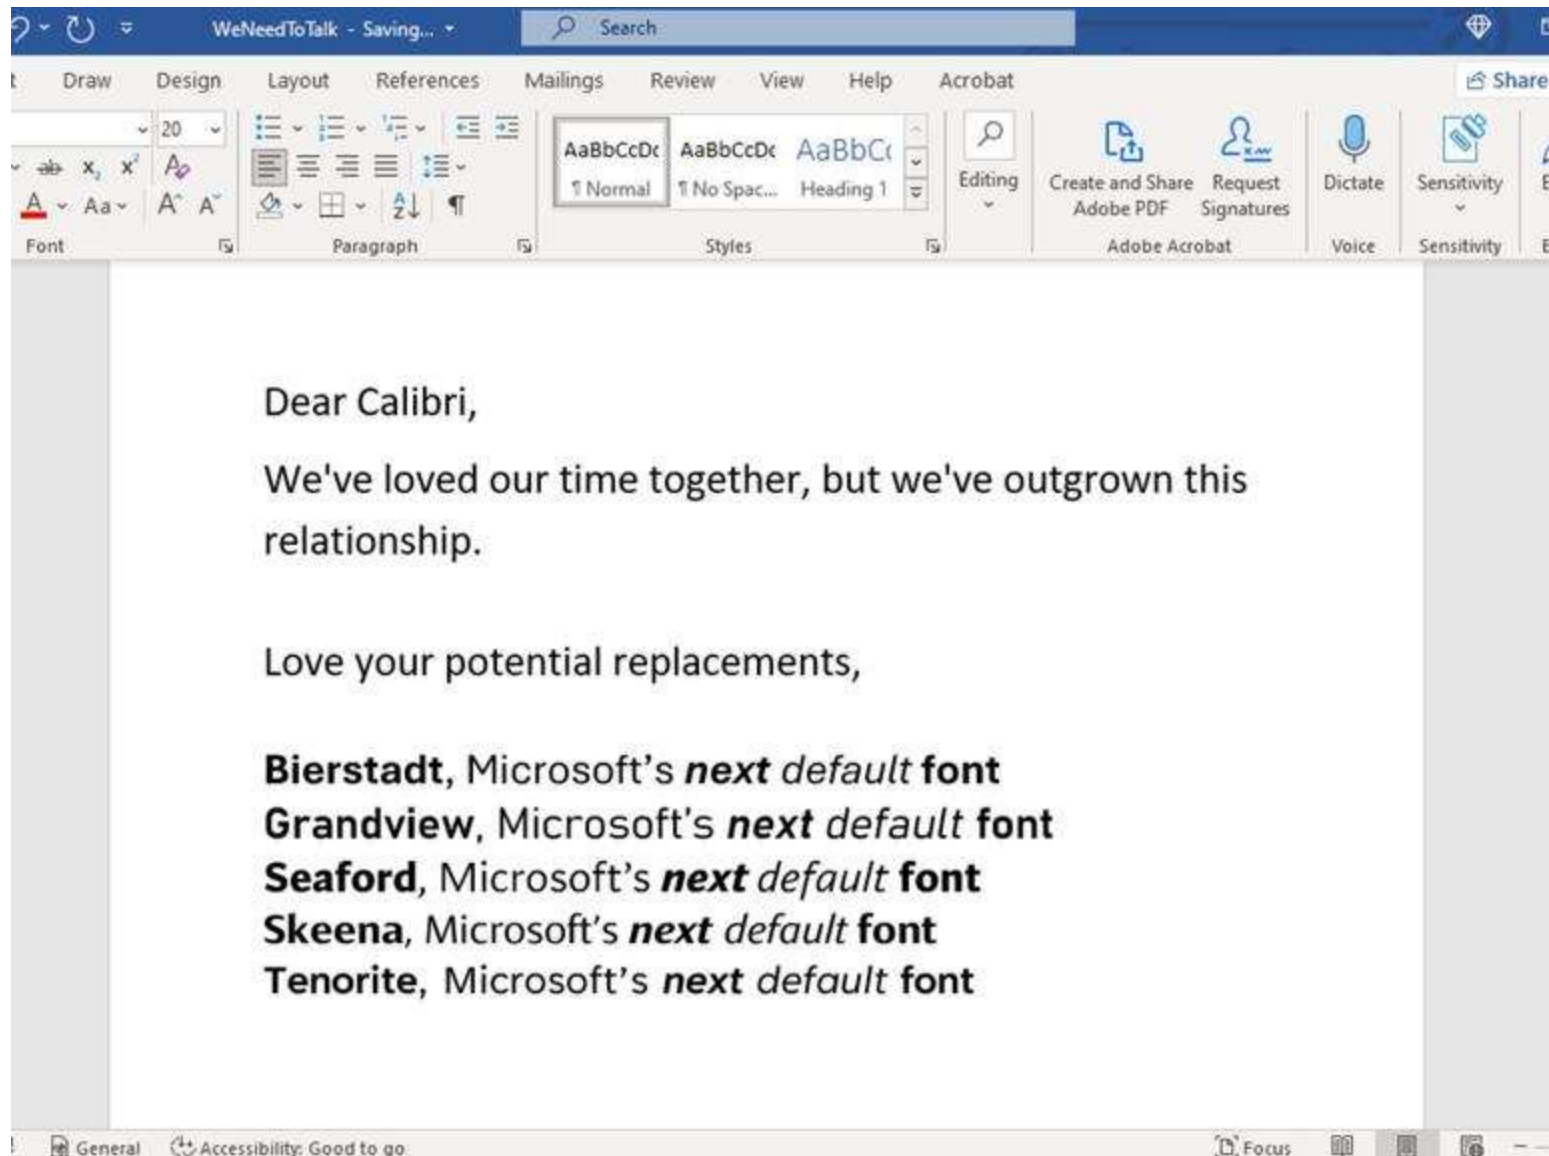 WeNeedToTalk - Saving... Search
Draw Design Layout References Mailings Review View Help Acrobat Share
20
AaBbCcDc AaBbCcDc AaBbC
¶ Normal ¶ No Spac... Heading 1
Editing
Create and Share Adobe PDF
Request Signatures
Dictate
Sensitivity
Font Paragraph Styles Adobe Acrobat Voice Sensitivity
Dear Calibri,
We've loved our time together, but we've outgrown this
relationship.
Love your potential replacements,
Bierstadt, Microsoft's next default font
Grandview, Microsoft's next default font
Seaford, Microsoft's next default font
Skeena, Microsoft's next default font
Tenorite, Microsoft's next default font
General Accessibility: Good to go Focus